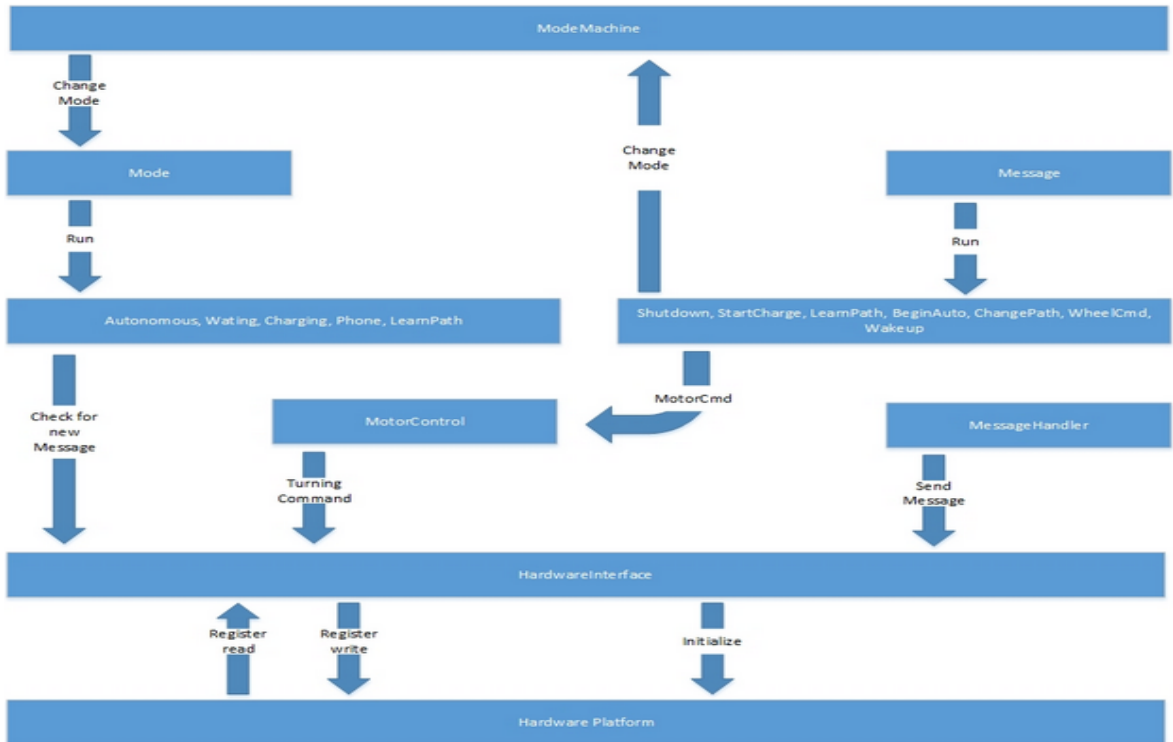 ModeMachine
Change
Mode
Change
Mode
Mode
Message
Run
Run
Autonomous, Wating, Charging, Phone, LearnPath
Shutdown, StartCharge, LearnPath, BeginAuto, ChangePath, WheelCmd,
Wakeup
Check for
new
Message
MotorCmd
MotorControl
MessageHandler
Turning
Command
Send
Message
HardwareInterface
Register
read
Register
write
Initialize
Hardware Platform